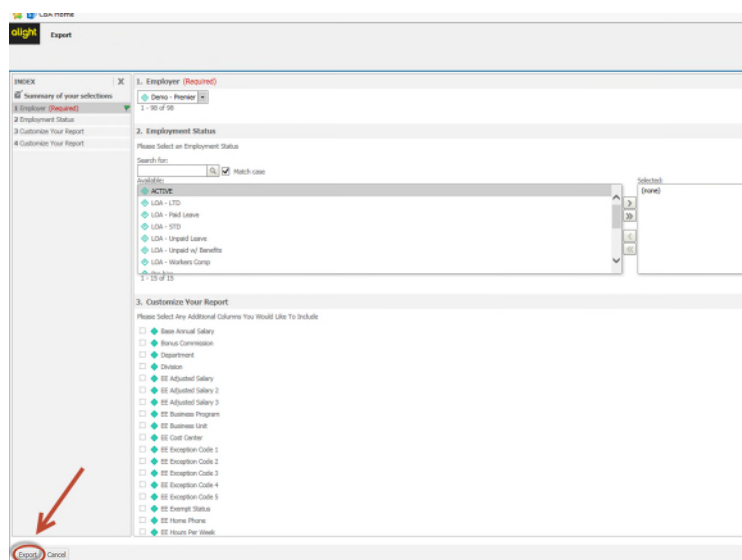 LOA Home
alight
Export
INDEX X
Summary of your selections
1 Employer (Required)
2 Employment Status
3 Customize Your Report
4 Customize Your Report
1. Employer (Required)
Demo - Premier
1 - 98 of 98
2. Employment Status
Please Select an Employment Status
Search for:
Match case
Available:
Selected:
ACTIVE
(none)
LOA - LTD
LOA - Paid Leave
LOA - STD
LOA - Unpaid Leave
LOA - Unpaid w/ Benefits
LOA - Workers Comp
1 - 15 of 15
3. Customize Your Report
Please Select Any Additional Columns You Would Like To Include
Base Annual Salary
Bonus Commission
Department
Division
EE Adjusted Salary
EE Adjusted Salary 2
EE Adjusted Salary 3
EE Business Program
EE Business Unit
EE Cost Center
EE Exception Code 1
EE Exception Code 2
EE Exception Code 3
EE Exception Code 4
EE Exception Code 5
EE Exempt Status
EE Home Phone
EE Hours Per Week
Export Cancel